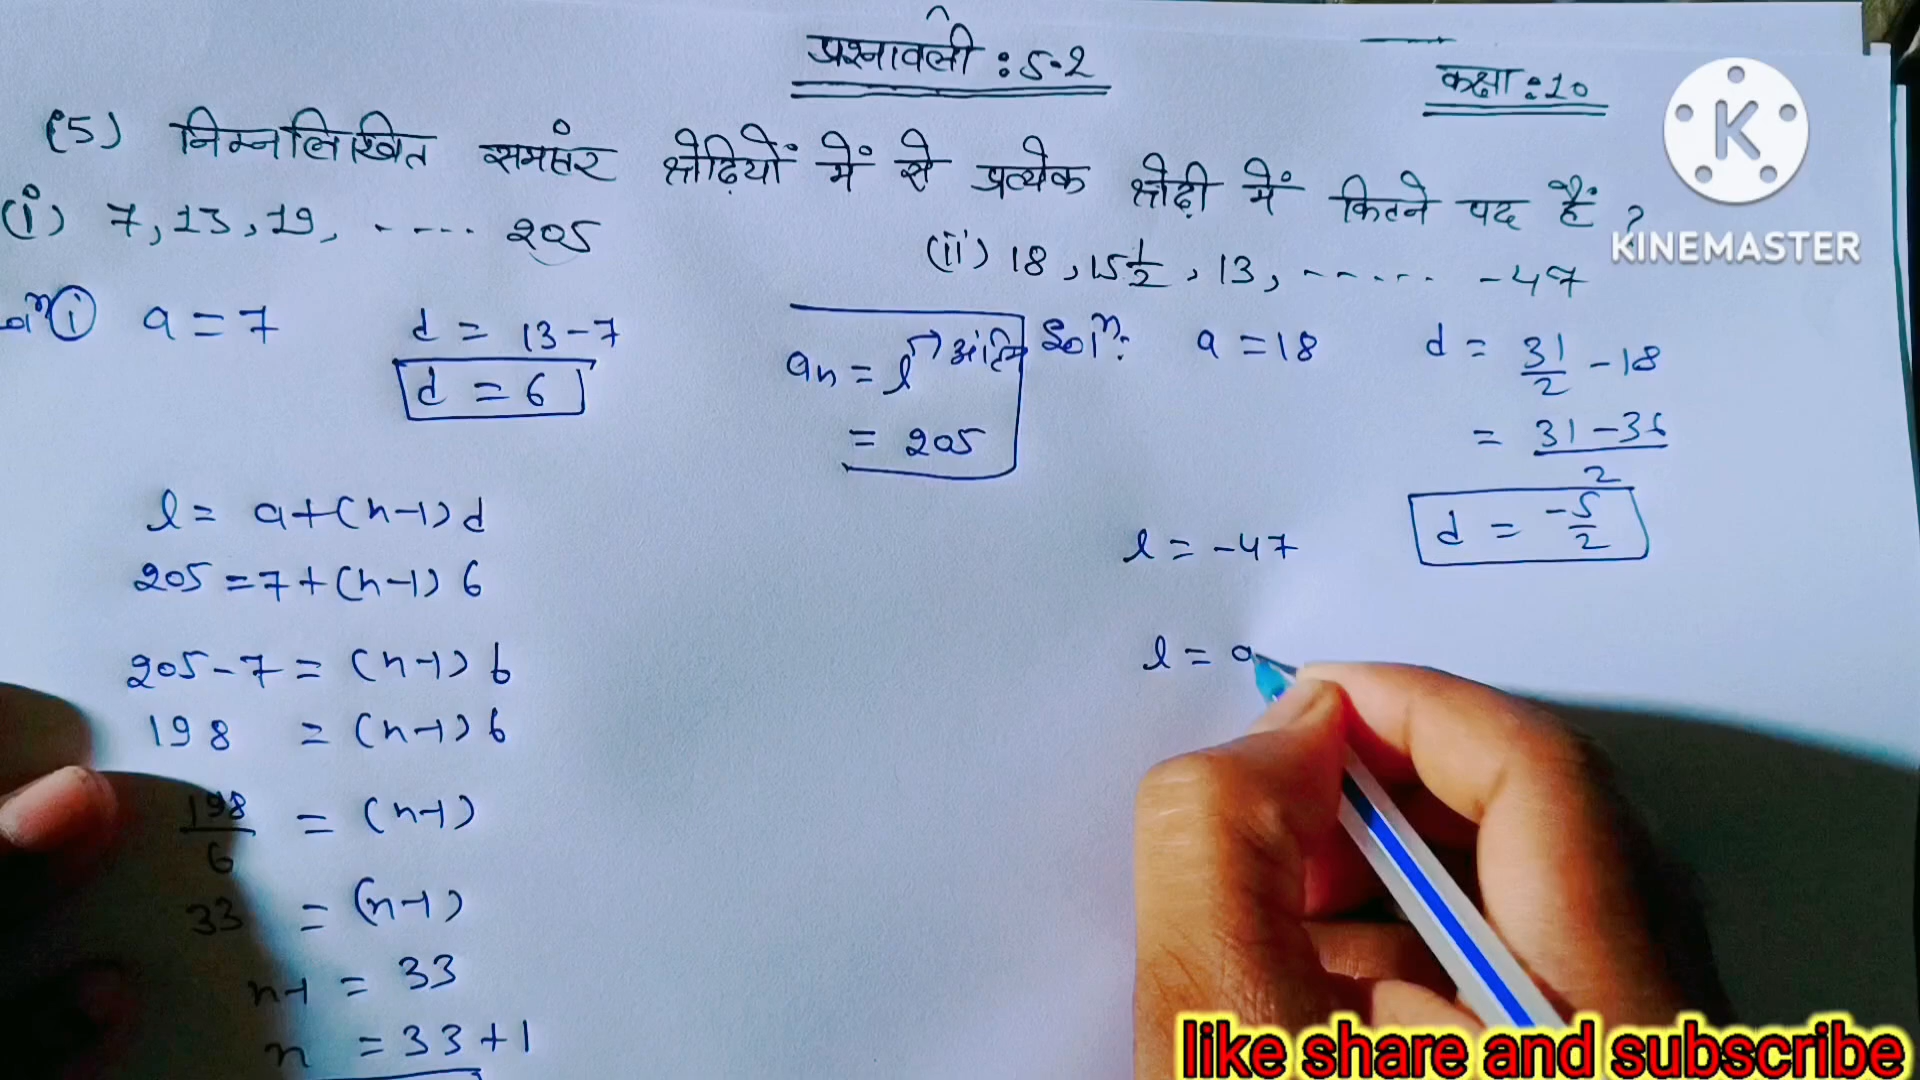 प्रश्नावली : 5.2
कक्षा : 10
(5) निम्नलिखित समांतर श्रेढ़ियों में से प्रत्येक श्रेढ़ी में कितने पद हैं ?
(i) 7, 13, 19, ..... 205
(ii) 18, 15 1/2, 13, ------ -47
KINEMASTER
(i) a = 7
d = 13 - 7
d = 6
an = l →
= 205
l = a + (n-1) d
205 = 7 + (n-1) 6
205 - 7 = (n-1) 6
198 = (n-1) 6
198/6 = (n-1)
33 = (n-1)
n-1 = 33
n = 33 + 1
Solⁿ: a = 18
d = 31/2 - 18
= 31 - 36 / 2
d = -5/2
l = -47
l = a
like share and subscribe